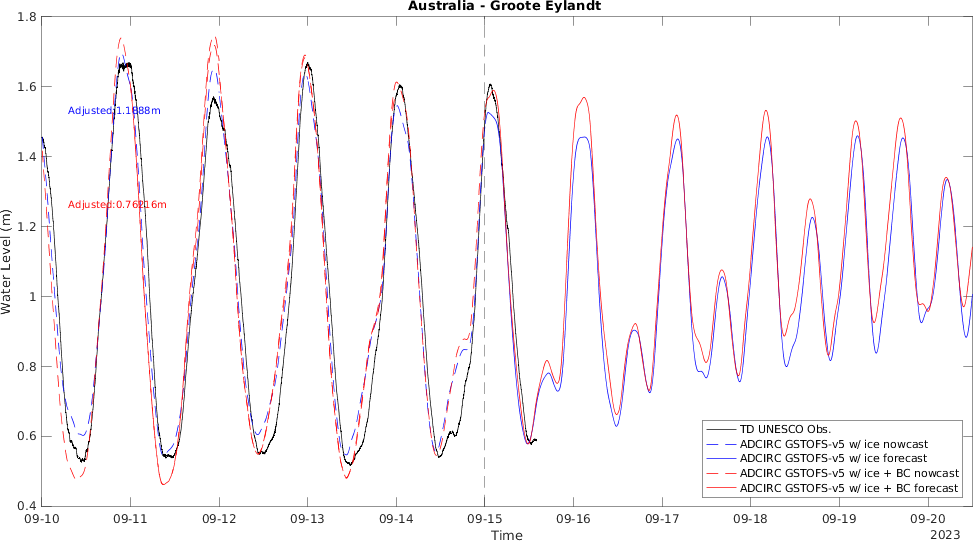 Australia - Groote Eylandt
1.8
1.6
1.4
1.2
1
0.8
0.6
0.4
Water Level (m)
Adjusted:1.1888m
Adjusted:0.76216m
TD UNESCO Obs.
ADCIRC GSTOFS-v5 w/ ice nowcast
ADCIRC GSTOFS-v5 w/ ice forecast
ADCIRC GSTOFS-v5 w/ ice + BC nowcast
ADCIRC GSTOFS-v5 w/ ice + BC forecast
09-10 09-11 09-12 09-13 09-14 09-15 09-16 09-17 09-18 09-19 09-20
2023
Time